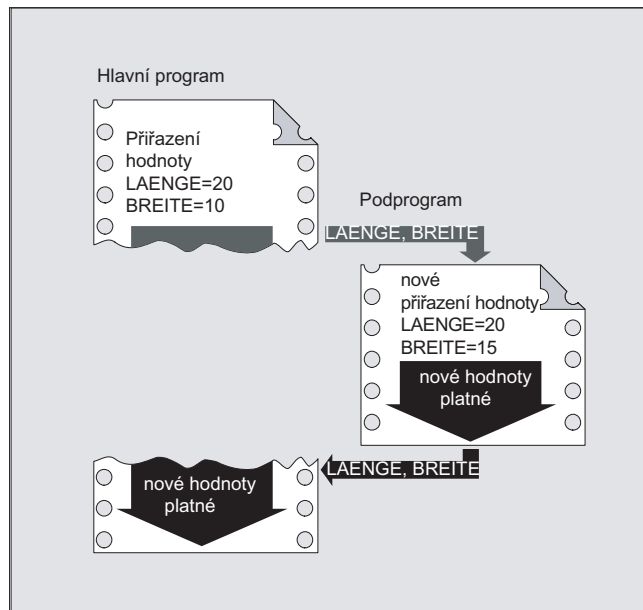 Hlavní program
Přiřazení
hodnoty
LAENGE=20
BREITE=10
Podprogram
LAENGE, BREITE
nové
přiřazení hodnoty
LAENGE=20
BREITE=15
nové hodnoty
platné
LAENGE, BREITE
nové hodnoty
platné